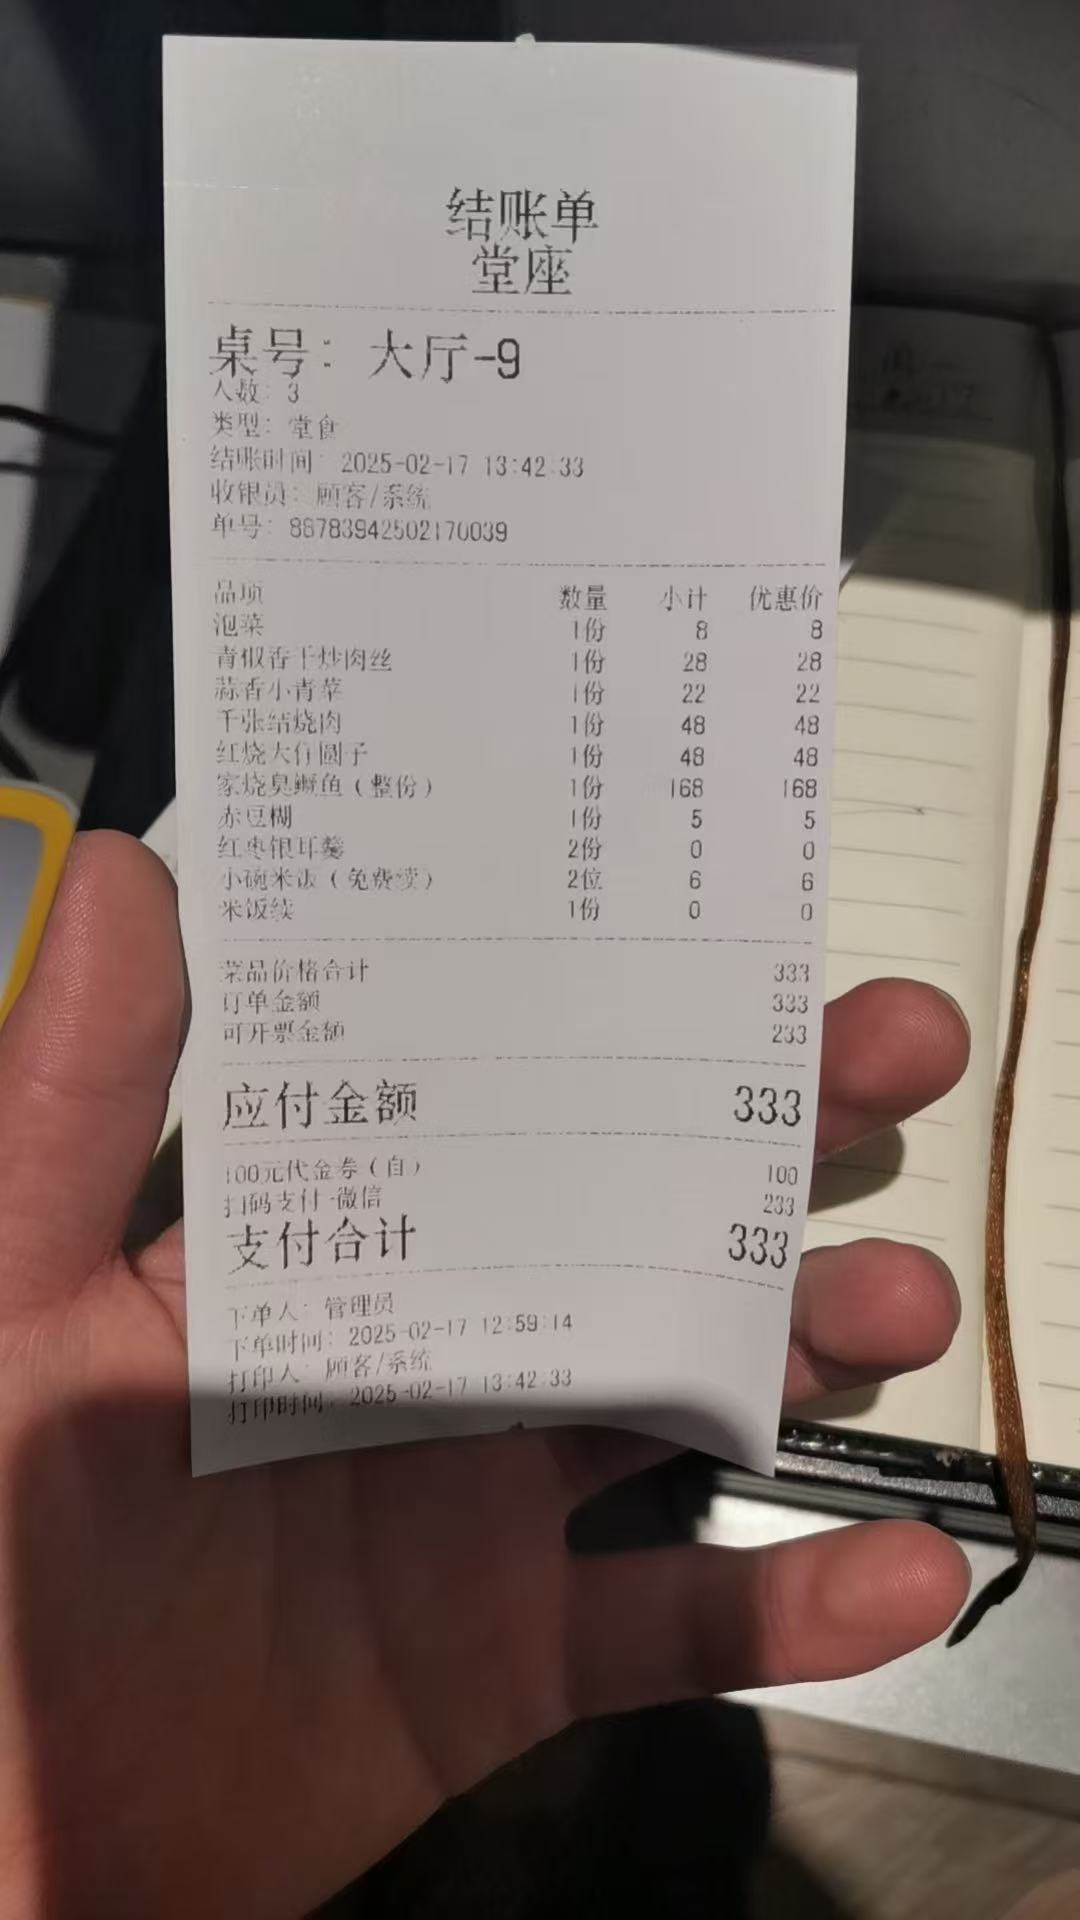 结账单
堂座
桌号：大厅-9
人数：3
类型：堂食
结账时间：2025-02-17 13:42:33
收银员：顾客/系统
单号：88783942502170039
品项 数量 小计 优惠价
泡菜 1份 8 8
青椒香干炒肉丝 1份 28 28
蒜香小青菜 1份 22 22
千张结烧肉 1份 48 48
红烧大仔圆子 1份 48 48
家烧臭鳜鱼（整份） 1份 168 168
赤豆糊 1份 5 5
红枣银耳羹 2份 0 0
小碗米饭（免费续） 2位 6 6
米饭续 1份 0 0
菜品价格合计 333
订单金额 333
可开票金额 233
应付金额 333
100元代金券（自） 100
扫码支付-微信 233
支付合计 333
下单人：管理员
下单时间：2025-02-17 12:59:14
打印人：顾客/系统
打印时间：2025-02-17 13:42:33